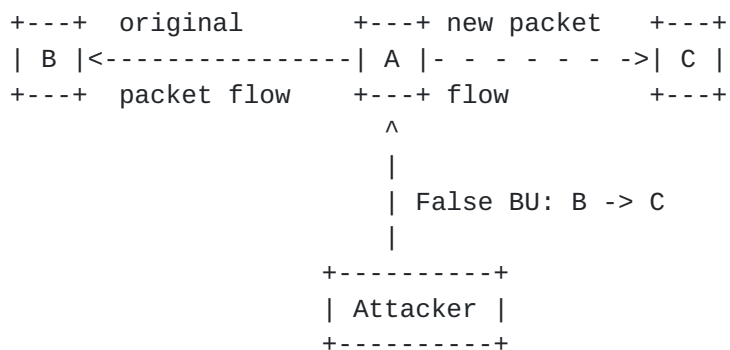 +---+  original        +---+ new packet   +---+
| B |<----------------| A |- - - - - - ->| C |
+---+  packet flow    +---+ flow         +---+
                        ^
                        |
                        | False BU: B -> C
                        |
                    +----------+
                    | Attacker |
                    +----------+